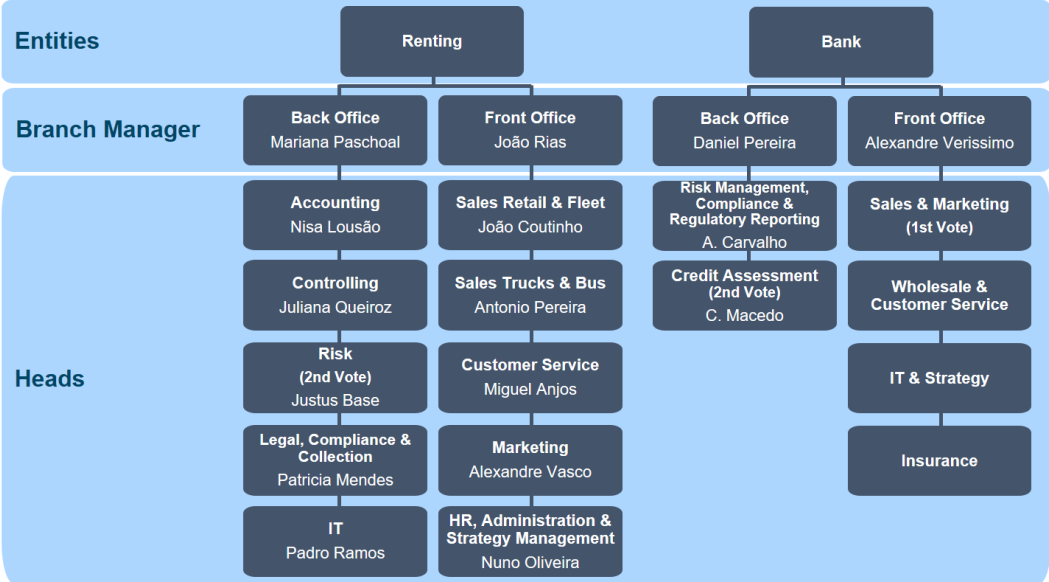 Entities
Renting
Bank
Branch Manager
Back Office
Mariana Paschoal
Front Office
João Rias
Back Office
Daniel Pereira
Front Office
Alexandre Verissimo
Heads
Accounting
Nisa Lousão
Controlling
Juliana Queiroz
Risk
(2nd Vote)
Justus Base
Legal, Compliance &
Collection
Patricia Mendes
IT
Padro Ramos
Sales Retail & Fleet
João Coutinho
Sales Trucks & Bus
Antonio Pereira
Customer Service
Miguel Anjos
Marketing
Alexandre Vasco
HR, Administration &
Strategy Management
Nuno Oliveira
Risk Management,
Compliance &
Regulatory Reporting
A. Carvalho
Credit Assessment
(2nd Vote)
C. Macedo
Sales & Marketing
(1st Vote)
Wholesale &
Customer Service
IT & Strategy
Insurance